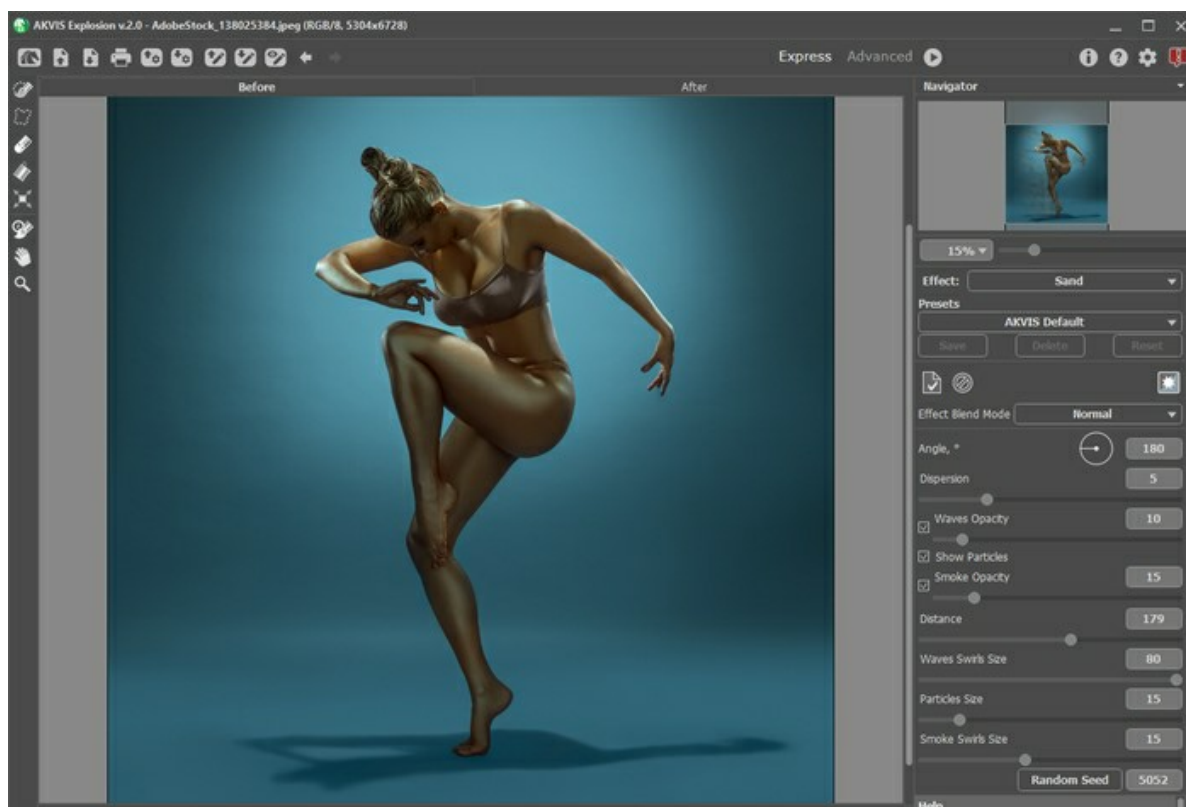 AKVIS Explosion v.2.0 - AdobeStock_138025384.jpeg (RGB/8, 5304x6728)
Express Advanced
Before After
Navigator
15%
Effect: Sand
Presets
AKVIS Default
Save Delete Reset
Effect Blend Mode Normal
Angle, ° 180
Dispersion 5
Waves Opacity 10
Show Particles
Smoke Opacity 15
Distance 179
Waves Swirls Size 80
Particles Size 15
Smoke Swirls Size 15
Random Seed 5052
Help